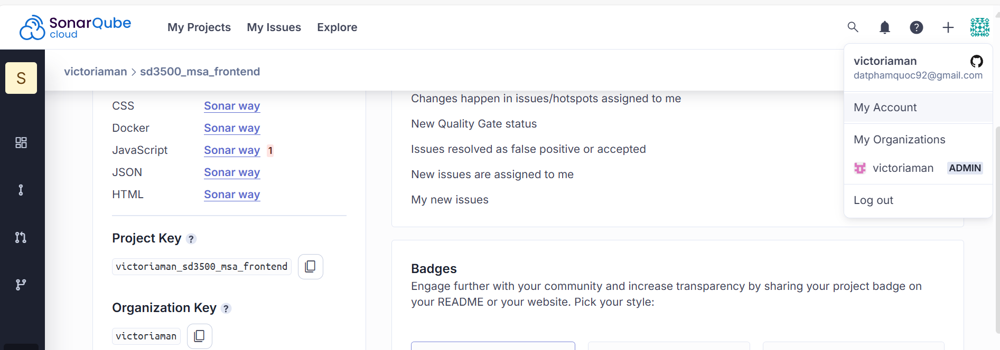 SonarQube
cloud
My Projects
My Issues
Explore
?
victoriaman
datphamquoc92@gmail.com
My Account
My Organizations
victoriaman ADMIN
Log out
S
victoriaman > sd3500_msa_frontend
CSS Sonar way
Docker Sonar way
JavaScript Sonar way 1
JSON Sonar way
HTML Sonar way
Project Key ?
victoriaman_sd3500_msa_frontend
Organization Key ?
victoriaman
Changes happen in issues/hotspots assigned to me
New Quality Gate status
Issues resolved as false positive or accepted
New issues are assigned to me
My new issues
Badges
Engage further with your community and increase transparency by sharing your project badge on
your README or your website. Pick your style: